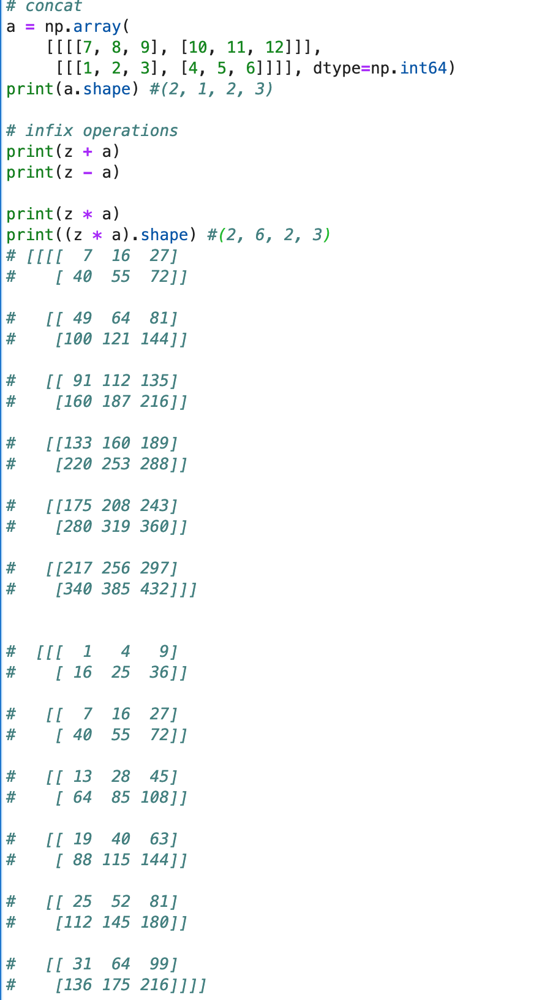 # concat
a = np.array(
    [[[[7, 8, 9], [10, 11, 12]]],
     [[[1, 2, 3], [4, 5, 6]]]], dtype=np.int64)
print(a.shape) #(2, 1, 2, 3)
# infix operations
print(z + a)
print(z - a)
print(z * a)
print((z * a).shape) #(2, 6, 2, 3)
# [[[[  7  16  27]
#    [ 40  55  72]]
#   [[ 49  64  81]
#    [100 121 144]]
#   [[ 91 112 135]
#    [160 187 216]]
#   [[133 160 189]
#    [220 253 288]]
#   [[175 208 243]
#    [280 319 360]]
#   [[217 256 297]
#    [340 385 432]]]
#  [[[  1   4   9]
#    [ 16  25  36]]
#   [[  7  16  27]
#    [ 40  55  72]]
#   [[ 13  28  45]
#    [ 64  85 108]]
#   [[ 19  40  63]
#    [ 88 115 144]]
#   [[ 25  52  81]
#    [112 145 180]]
#   [[ 31  64  99]
#    [136 175 216]]]]